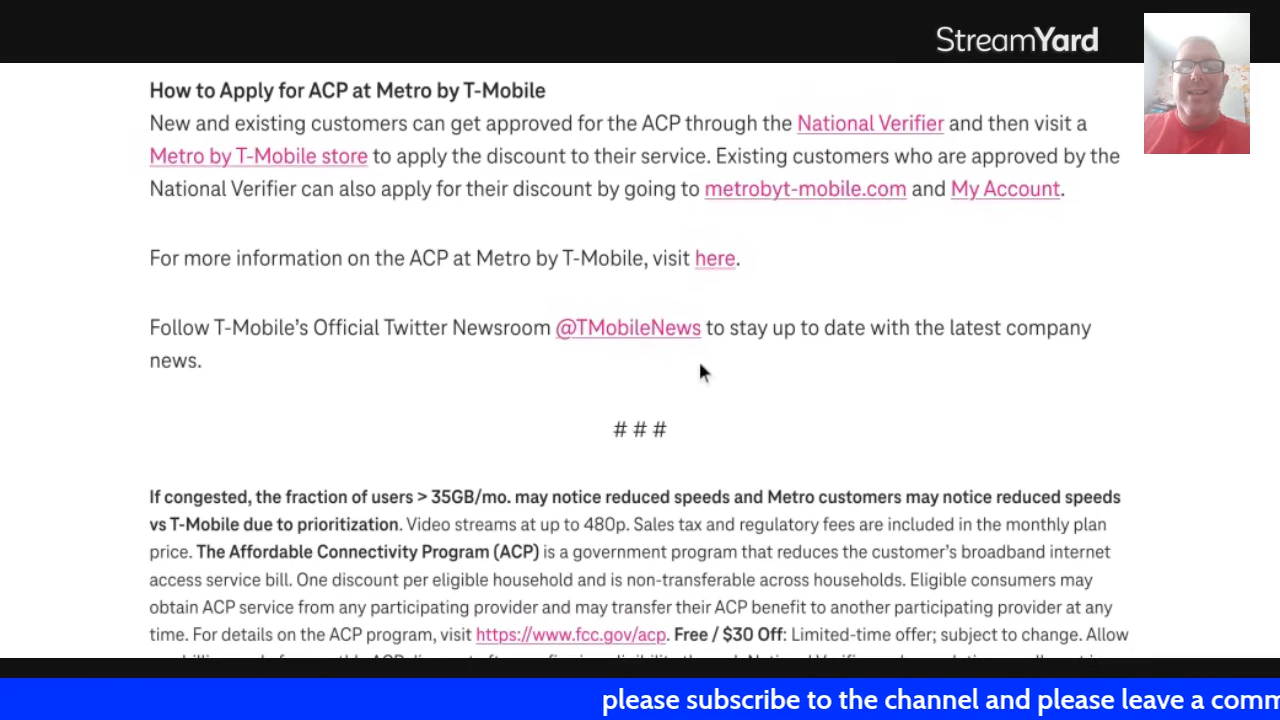 StreamYard
How to Apply for ACP at Metro by T-Mobile
New and existing customers can get approved for the ACP through the National Verifier and then visit a
Metro by T-Mobile store to apply the discount to their service. Existing customers who are approved by the
National Verifier can also apply for their discount by going to metrobyt-mobile.com and My Account.
For more information on the ACP at Metro by T-Mobile, visit here.
Follow T-Mobile’s Official Twitter Newsroom @TMobileNews to stay up to date with the latest company
news.
# # #
If congested, the fraction of users > 35GB/mo. may notice reduced speeds and Metro customers may notice reduced speeds
vs T-Mobile due to prioritization. Video streams at up to 480p. Sales tax and regulatory fees are included in the monthly plan
price. The Affordable Connectivity Program (ACP) is a government program that reduces the customer’s broadband internet
access service bill. One discount per eligible household and is non-transferable across households. Eligible consumers may
obtain ACP service from any participating provider and may transfer their ACP benefit to another participating provider at any
time. For details on the ACP program, visit https://www.fcc.gov/acp. Free / $30 Off: Limited-time offer; subject to change. Allow
please subscribe to the channel and please leave a comm